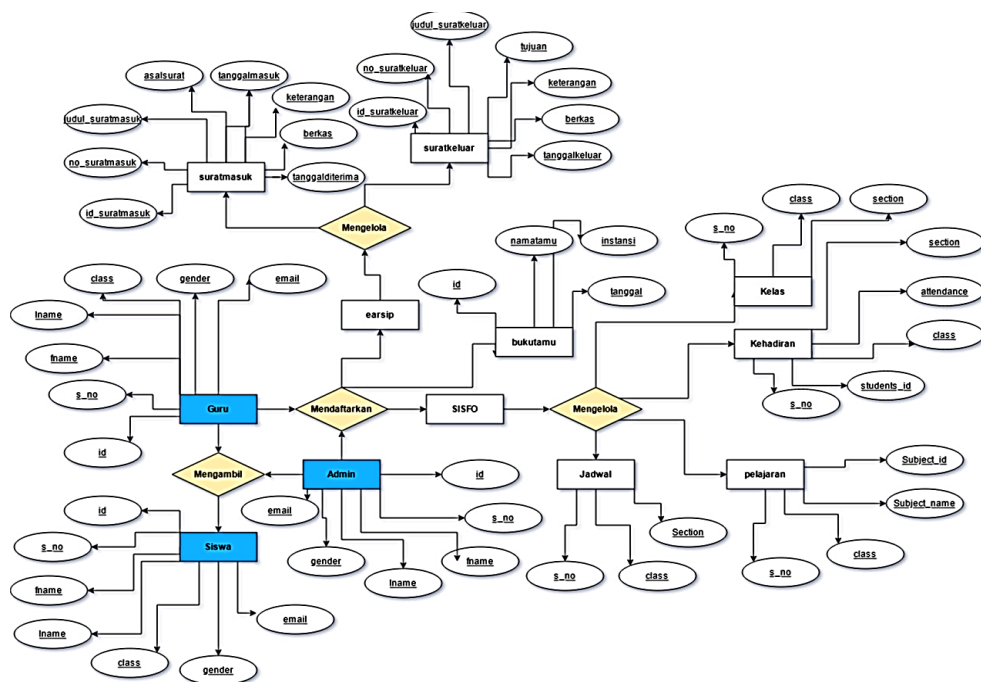 judul_suratkeluar
tujuan
asalsurat
tanggalmasuk
no_suratkeluar
keterangan
keterangan
id_suratkeluar
judul_suratmasuk
berkas
berkas
suratkeluar
tanggalkeluar
no_suratmasuk
suratmasuk
tanggalditerima
class
section
id_suratmasuk
Mengelola
s_no
namatamu
instansi
section
class
gender
email
id
tanggal
Kelas
attendance
lname
earsip
bukutamu
Kehadiran
class
fname
students_id
s_no
s_no
Guru
Mendaftarkan
SISFO
Mengelola
id
Mengambil
Admin
id
Jadwal
pelajaran
Subject_id
id
email
s_no
Section
Subject_name
s_no
Siswa
gender
fname
class
fname
lname
s_no
class
s_no
email
lname
class
gender